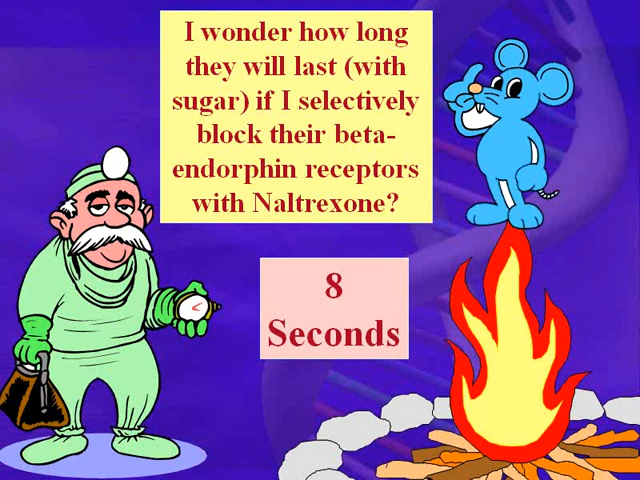 I wonder how long
they will last (with
sugar) if I selectively
block their beta-
endorphin receptors
with Naltrexone?
8
Seconds